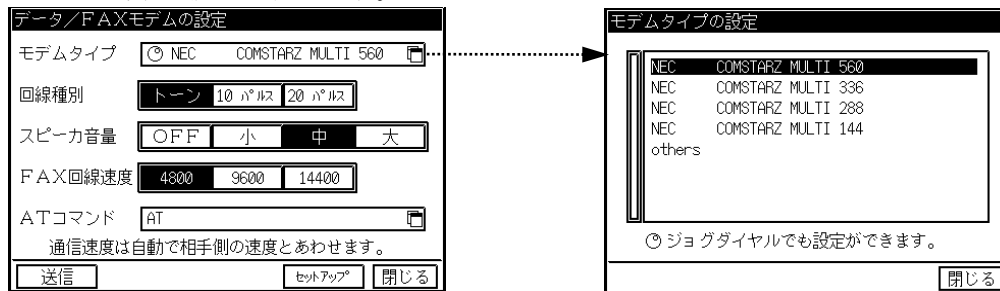 データ／ＦＡＸモデムの設定
モデムタイプ NEC COMSTARZ MULTI 560
回線種別 トーン 10 ﾊﾟﾙｽ 20 ﾊﾟﾙｽ
スピーカ音量 ＯＦＦ 小 中 大
ＦＡＸ回線速度 4800 9600 14400
ＡＴコマンド AT
通信速度は自動で相手側の速度とあわせます。
送信 ｾｯﾄｱｯﾌﾟ 閉じる
モデムタイプの設定
NEC COMSTARZ MULTI 560
NEC COMSTARZ MULTI 336
NEC COMSTARZ MULTI 288
NEC COMSTARZ MULTI 144
others
ジョグダイヤルでも設定ができます。
閉じる